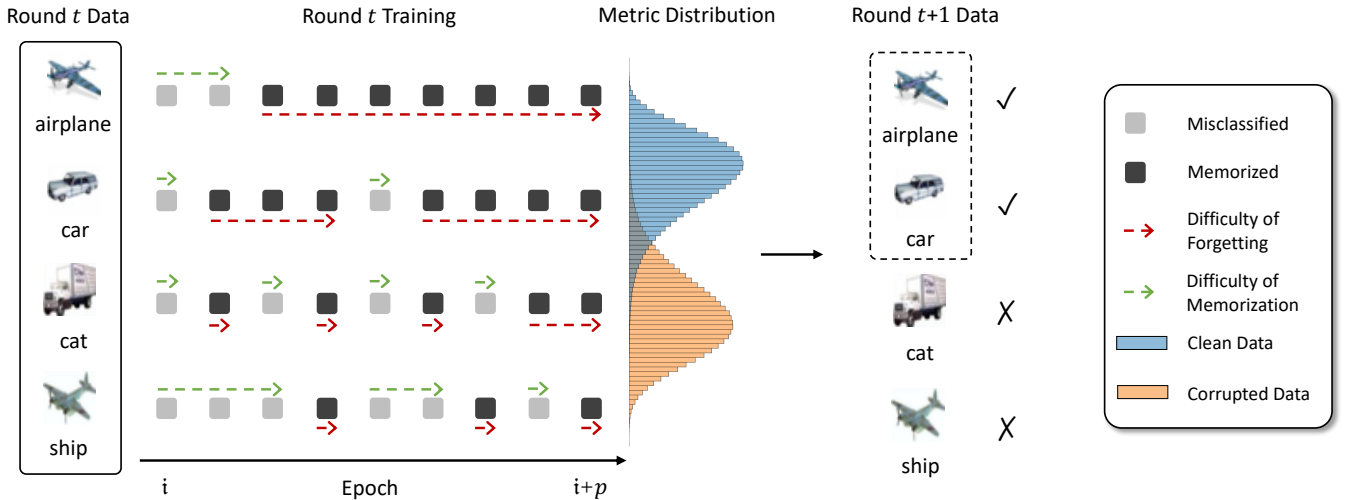 Round t Data
Round t Training
Metric Distribution
Round t+1 Data
airplane
car
cat
ship
i
Epoch
i+p
airplane
✓
car
✓
cat
✗
ship
✗
Misclassified
Memorized
Difficulty of
Forgetting
Difficulty of
Memorization
Clean Data
Corrupted Data